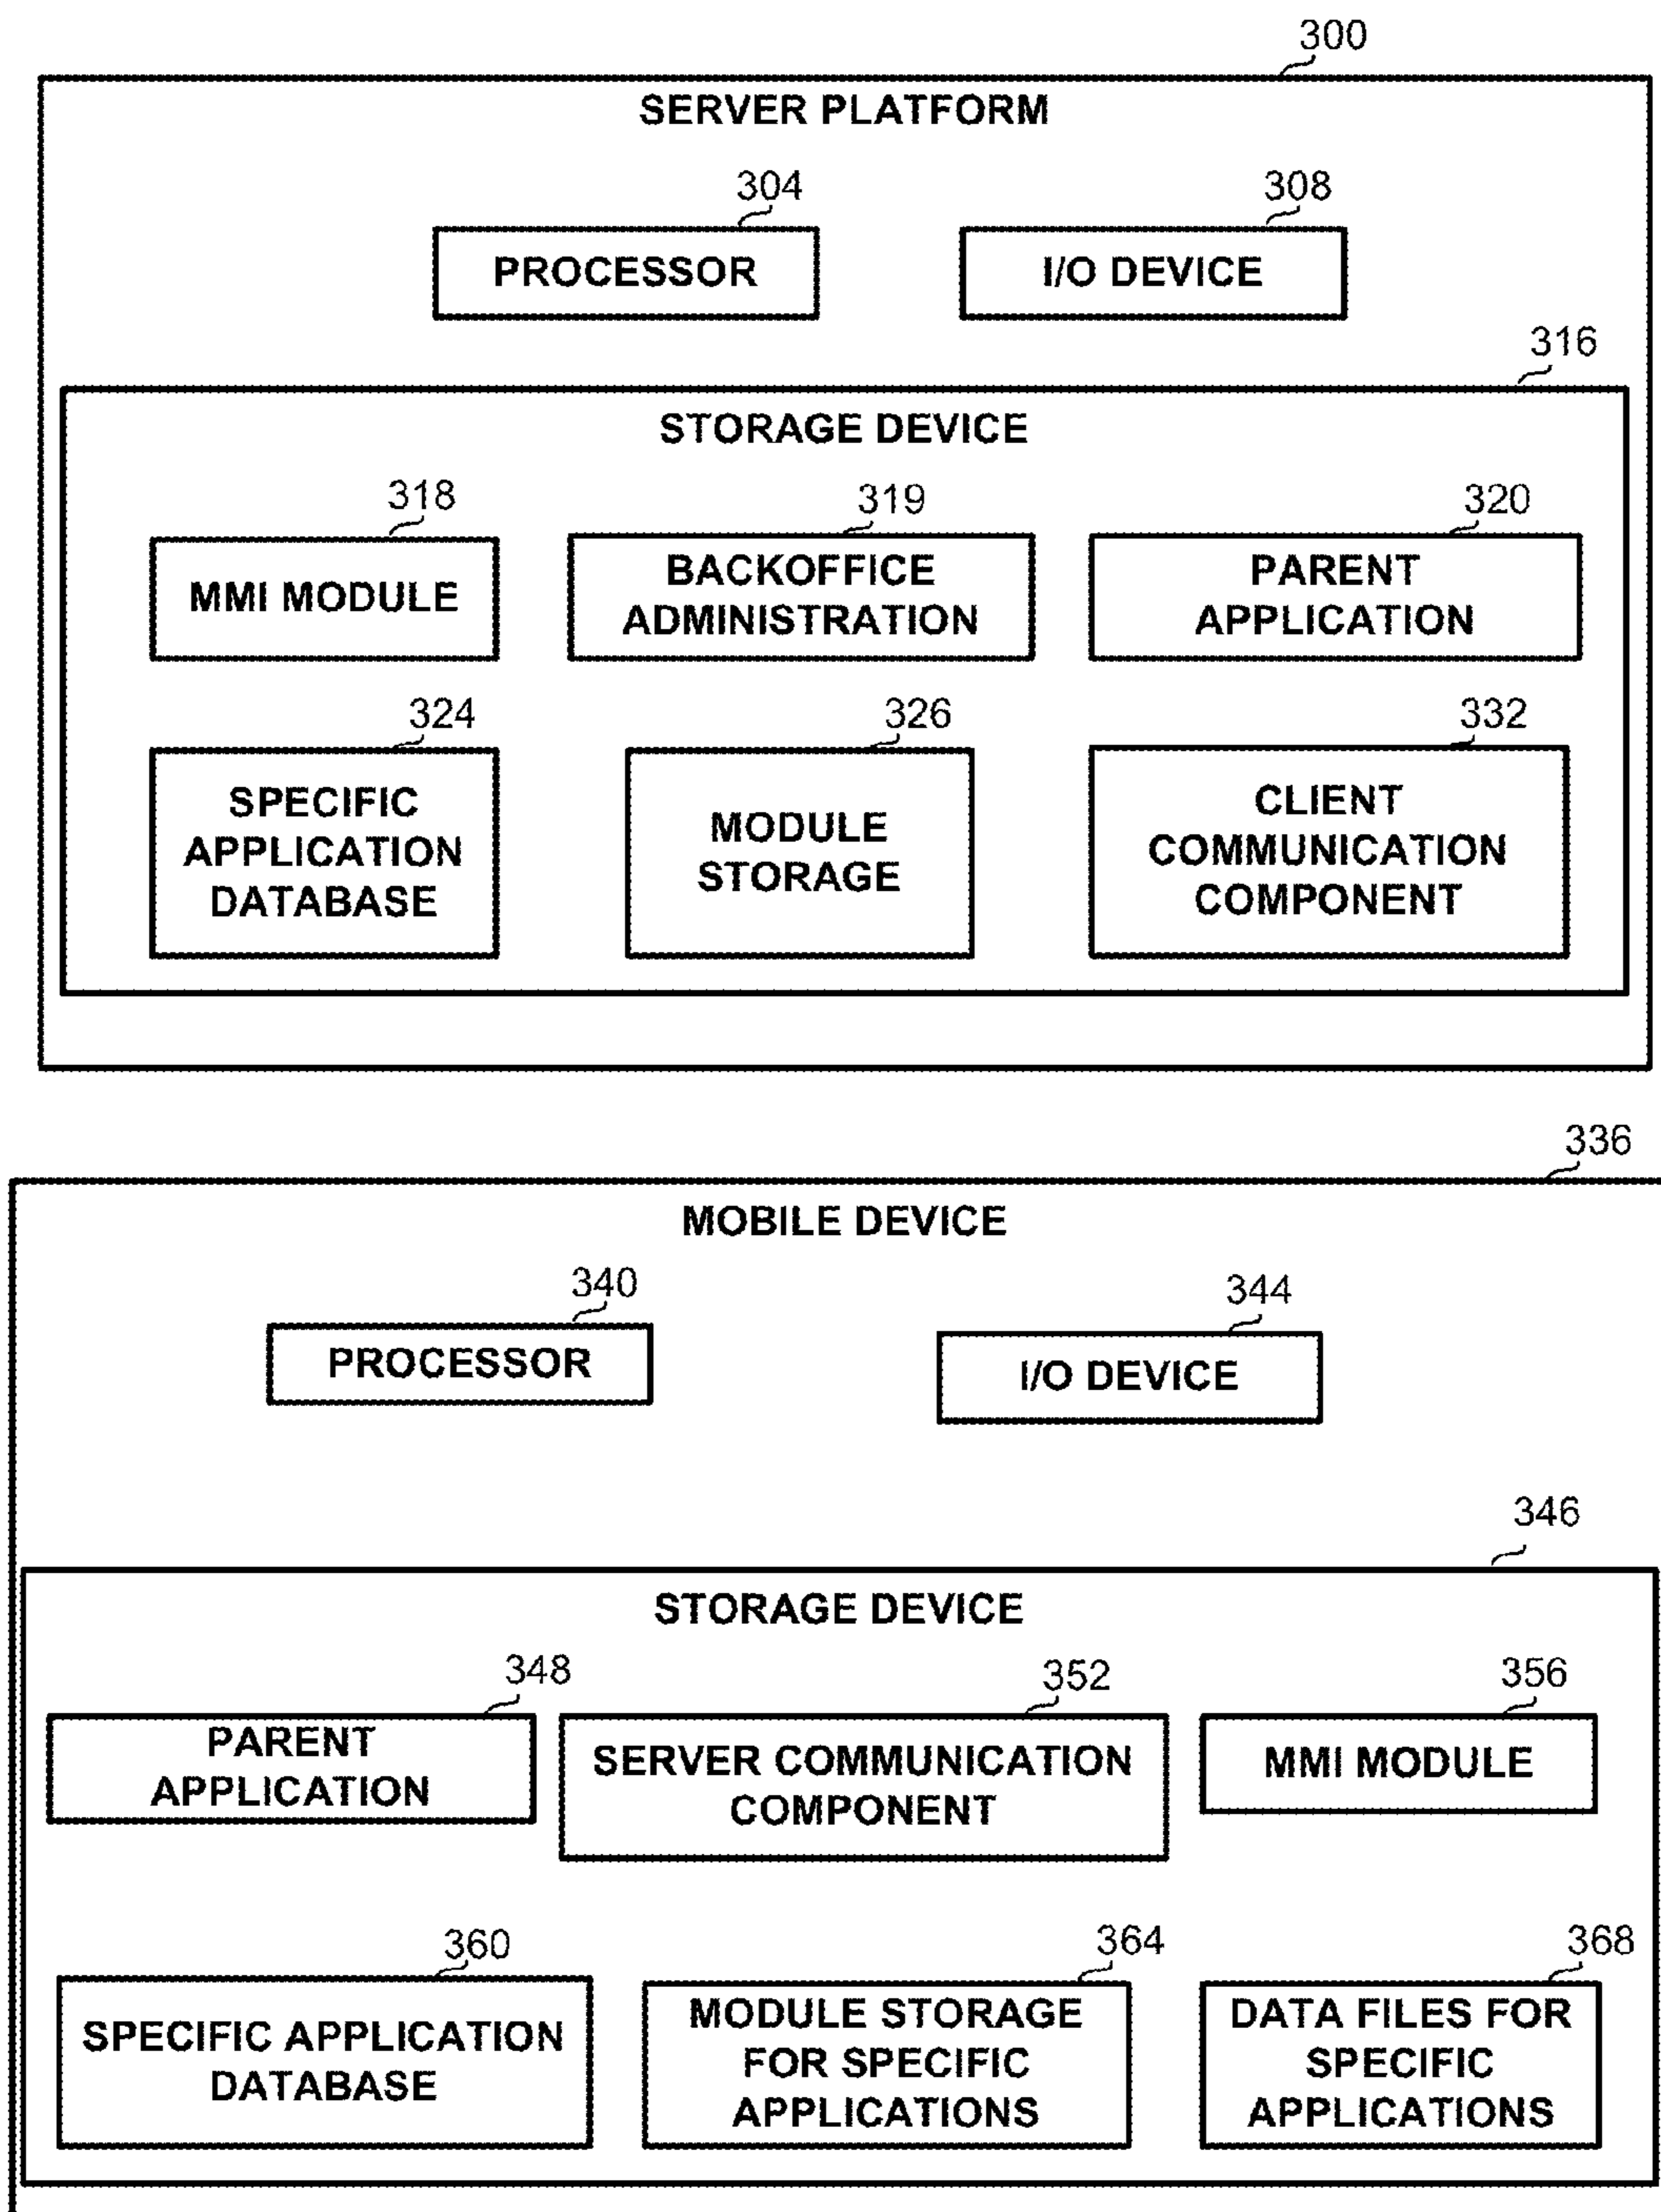 300
SERVER PLATFORM
304
308
PROCESSOR
I/O DEVICE
316
STORAGE DEVICE
318
319
320
MMI MODULE
BACKOFFICE
ADMINISTRATION
PARENT
APPLICATION
324
326
332
SPECIFIC
APPLICATION
DATABASE
MODULE
STORAGE
CLIENT
COMMUNICATION
COMPONENT
336
MOBILE DEVICE
340
344
PROCESSOR
I/O DEVICE
346
STORAGE DEVICE
348
352
356
PARENT
APPLICATION
SERVER COMMUNICATION
COMPONENT
MMI MODULE
360
364
368
SPECIFIC APPLICATION
DATABASE
MODULE STORAGE
FOR SPECIFIC
APPLICATIONS
DATA FILES FOR
SPECIFIC
APPLICATIONS